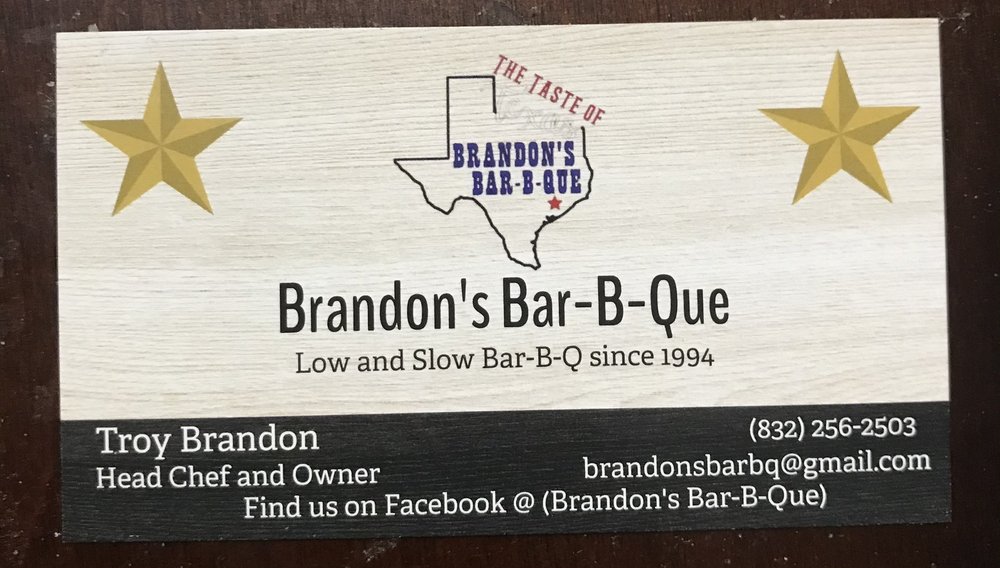 THE TASTE OF
BRANDON'S
BAR-B-QUE
Brandon's Bar-B-Que
Low and Slow Bar-B-Q since 1994
Troy Brandon
(832) 256-2503
Head Chef and Owner
brandonsbarbq@gmail.com
Find us on Facebook @ (Brandon's Bar-B-Que)